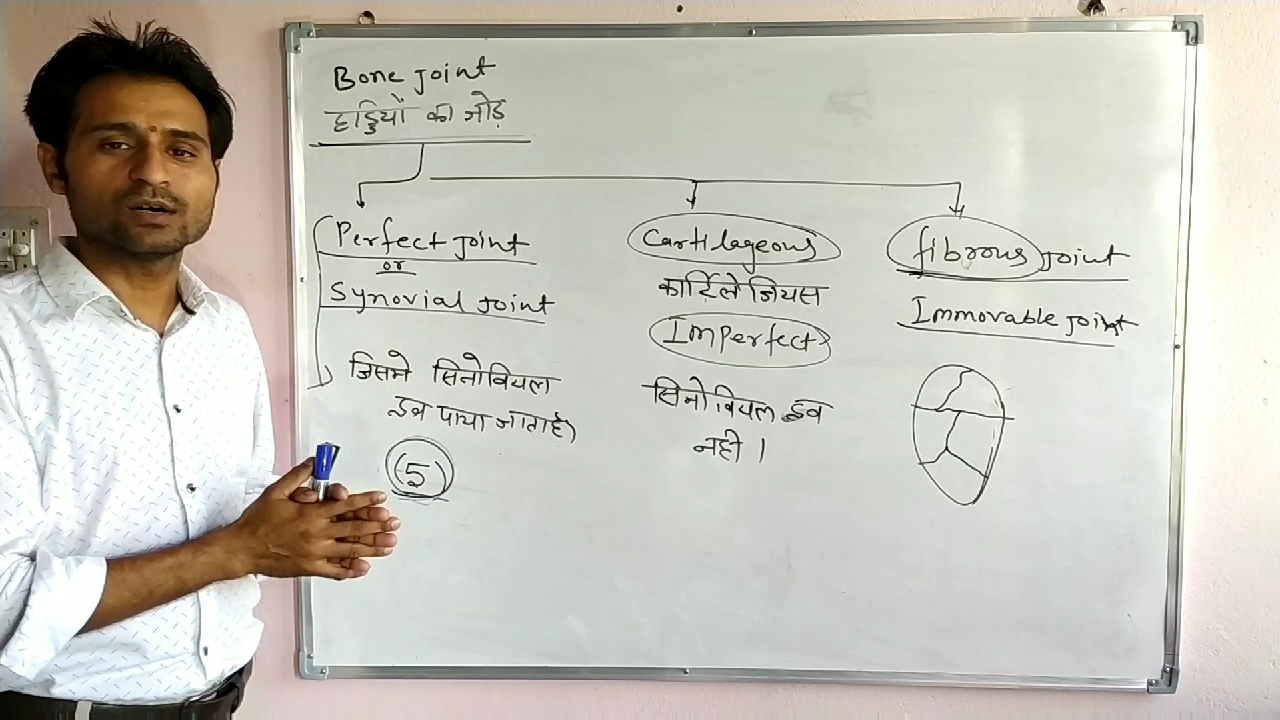 Bone joint
हड्डियों का जोड़
Perfect joint
or
Synovial joint
जिसमे सिनोवियल
द्रव पाया जाता है)
(5)
Cartilageous
कार्टिलेजियस
Imperfect
सिनोवियल द्रव
नही ।
fibrous joint
Immovable joint